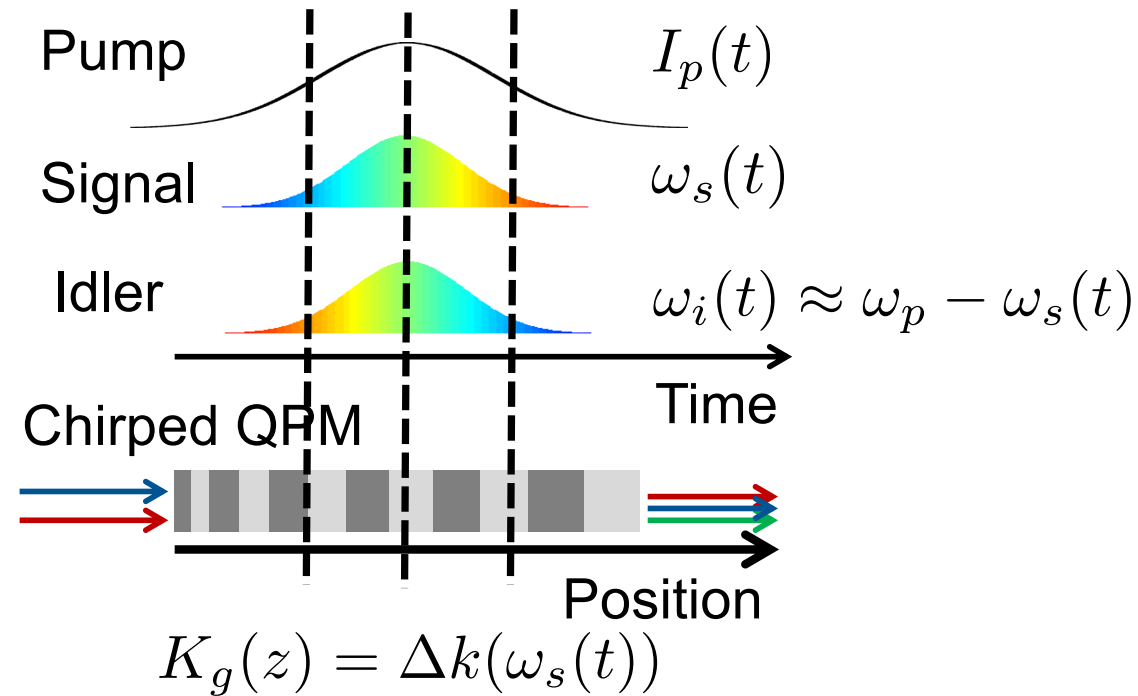 Pump
I_p(t)
Signal
ω_s(t)
Idler
ω_i(t) ≈ ω_p − ω_s(t)
Time
Chirped QPM
Position
K_g(z) = Δk(ω_s(t))